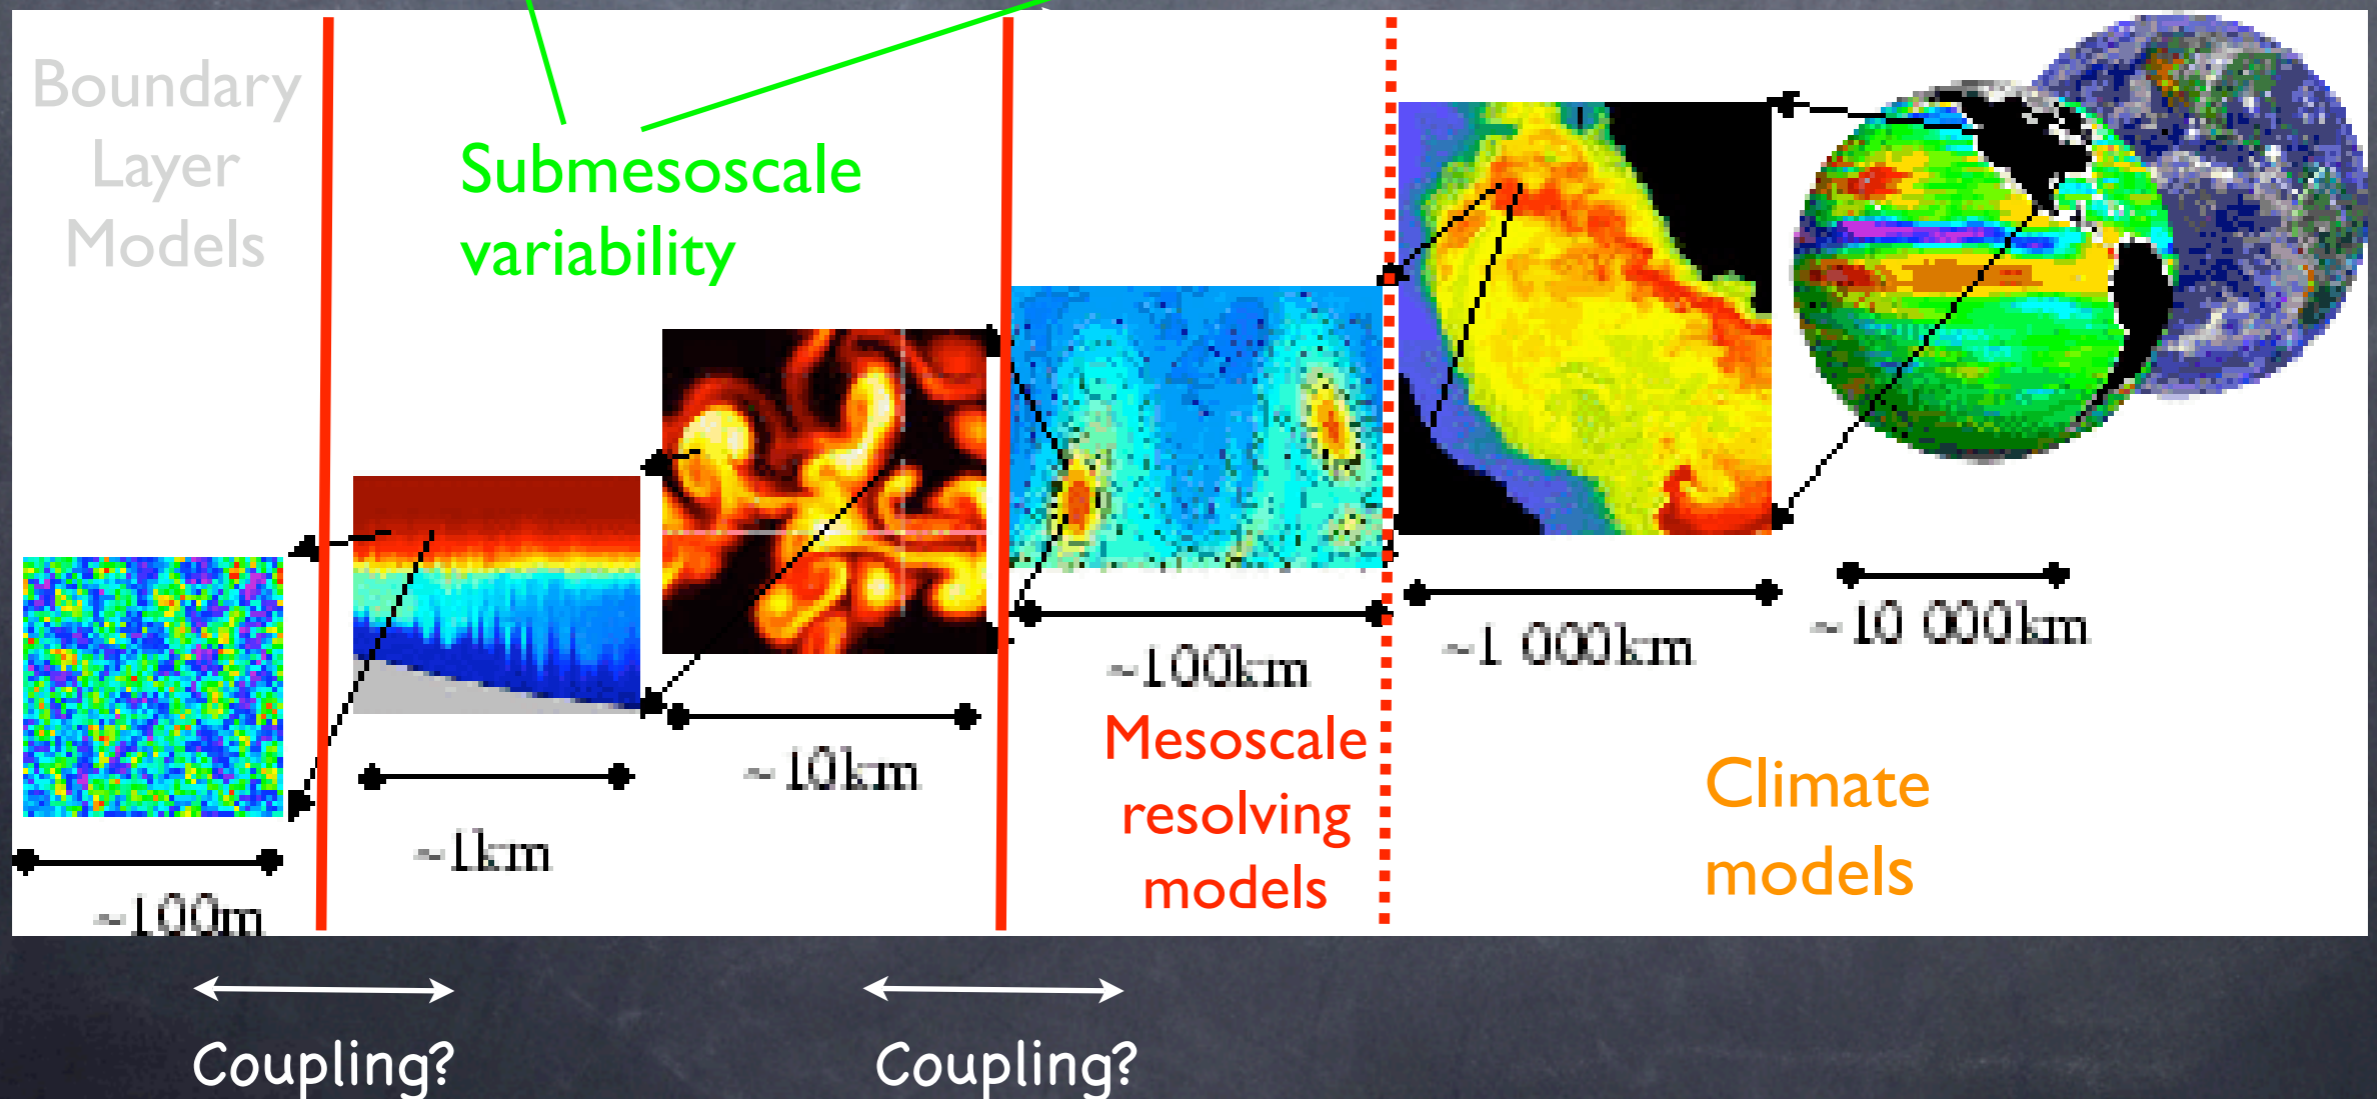 Boundary
Layer
Models
Submesoscale
variability
~100m
~1km
~10km
~100km
Mesoscale
resolving
models
~1 000km
~10 000km
Climate
models
Coupling?
Coupling?